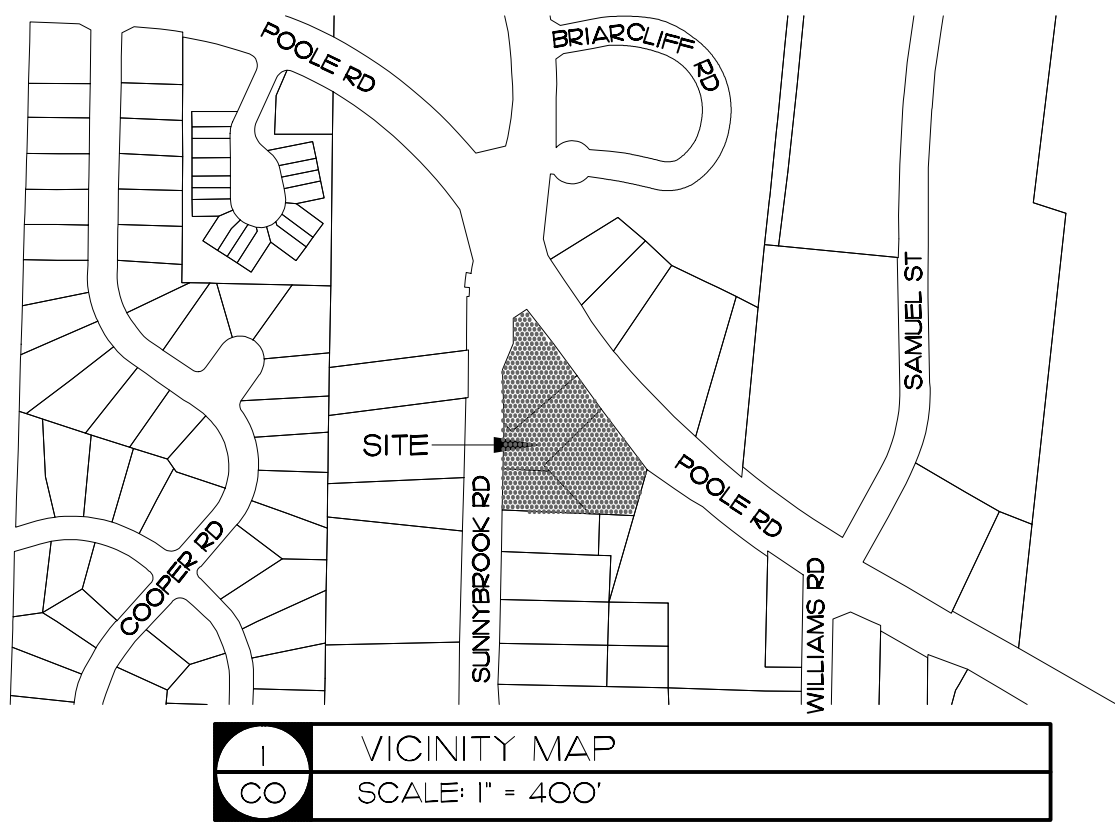 POOLE RD
BRIARCLIFF RD
SAMUEL ST
SITE
POOLE RD
SUNNYBROOK RD
COOPER RD
WILLIAMS RD
1
CO
VICINITY MAP
SCALE: 1" = 400'